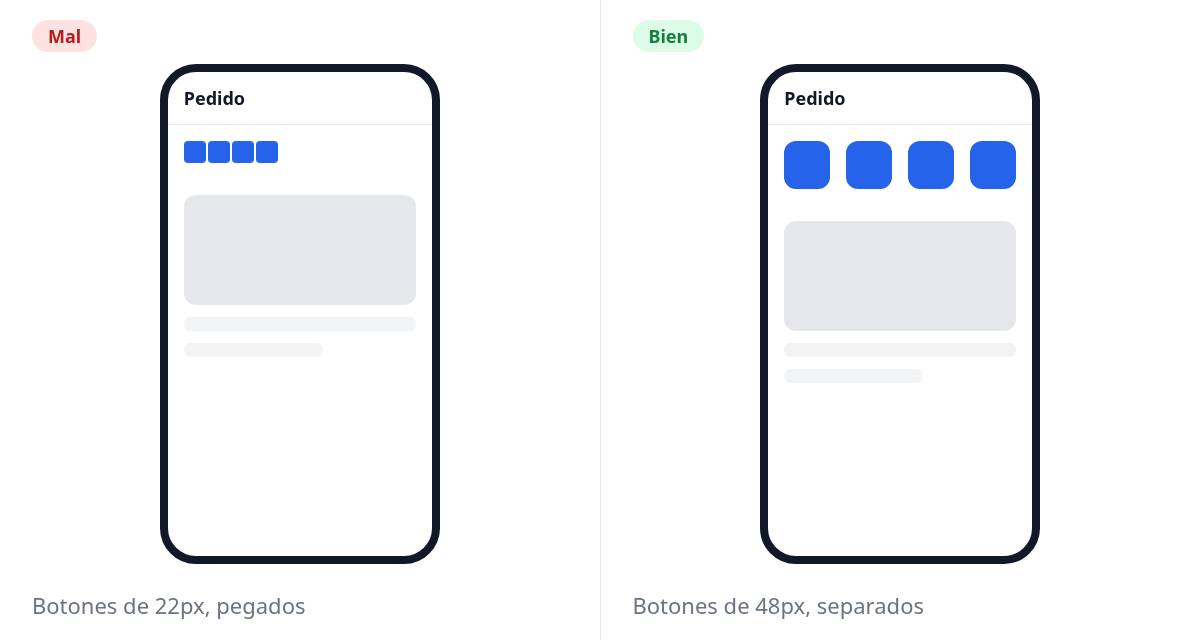 Mal
Pedido
Botones de 22px, pegados
Bien
Pedido
Botones de 48px, separados